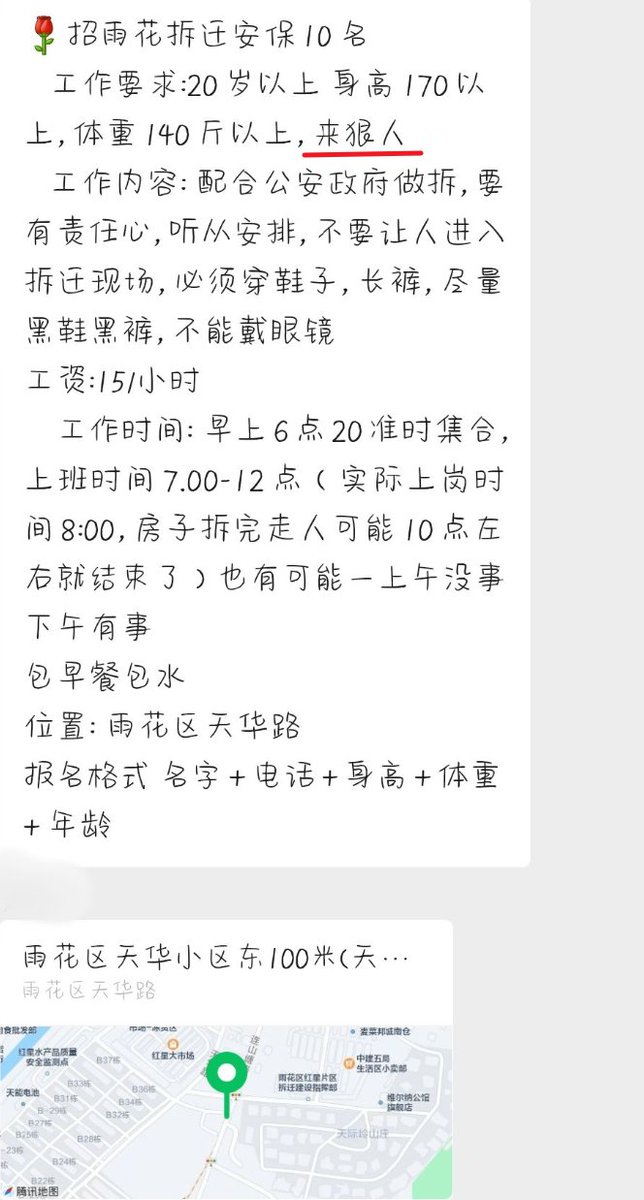 🌹招雨花拆迁安保10名
工作要求:20岁以上 身高170以
上,体重140斤以上,来狠人
工作内容: 配合公安政府做拆,要
有责任心,听从安排,不要让人进入
拆迁现场,必须穿鞋子,长裤,尽量
黑鞋黑裤,不能戴眼镜
工资:15/小时
工作时间: 早上6点20准时集合,
上班时间7.00-12点(实际上岗时
间8:00,房子拆完走人可能10点左
右就结束了)也有可能一上午没事
下午有事
包早餐包水
位置: 雨花区天华路
报名格式 名字+电话+身高+体重
+年龄
雨花区天华小区东100米(天…
雨花区天华路
麦菜邦城南仓
红星水产品质量
安全监测点
B37栋
红星大市场
连山塘
中建五局
生活区小卖部
雨花区红星片区
拆迁建设指挥部
天能电池
B33栋
B31栋
B36栋
B34栋
B32栋
B-29栋
B27栋
B25栋
B28栋
维尔纳公馆
旗舰店
天际岭山庄
-23栋
B24栋
B22栋
腾讯地图